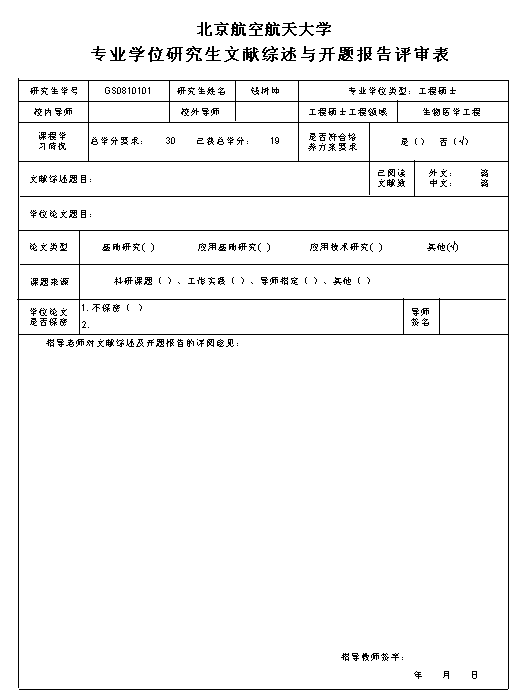 北京航空航天大学
专业学位研究生文献综述与开题报告评审表
研究生学号 GS0810101 研究生姓名 钱树坤 专业学位类型：工程硕士
校内导师 校外导师 工程硕士工程领域 生物医学工程
课程学习情况 总学分要求： 30 已获总学分： 19 是否符合培养方案要求 是（） 否（√）
文献综述题目： 已阅读文献数 外文： 篇
中文： 篇
学位论文题目：
论文类型 基础研究( ) 应用基础研究( ) 应用技术研究( ) 其他(√)
课题来源 科研课题（ ）、工作实践（ ）、导师指定（ ）、其他（ ）
学位论文是否保密 1.不保密（ ） 导师签名
2.
指导老师对文献综述及开题报告的评阅意见：
指导教师签字：
年 月 日